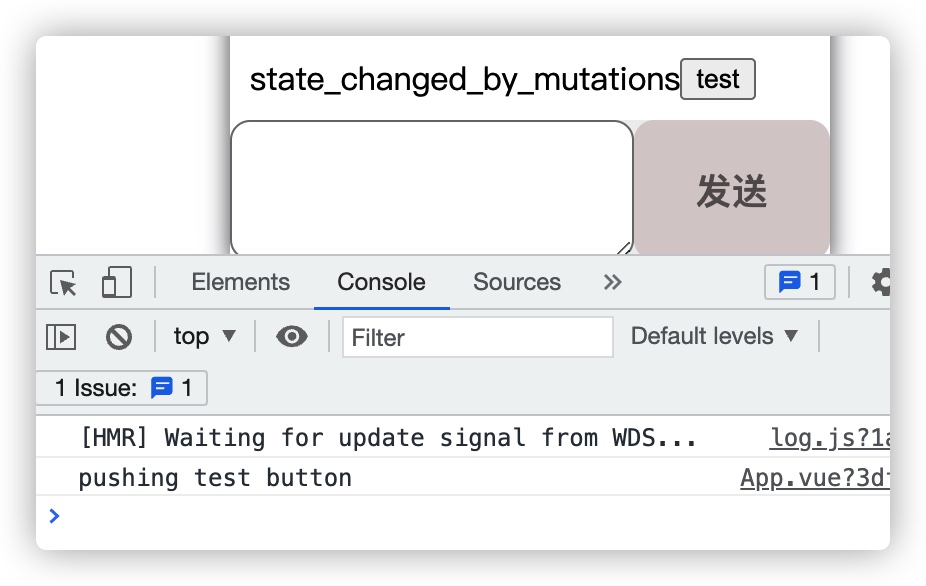 state_changed_by_mutations test
发送
Elements Console Sources » 1
top ▼ Filter Default levels ▼
1 Issue: 1
[HMR] Waiting for update signal from WDS... log.js?1a
pushing test button App.vue?3d
>